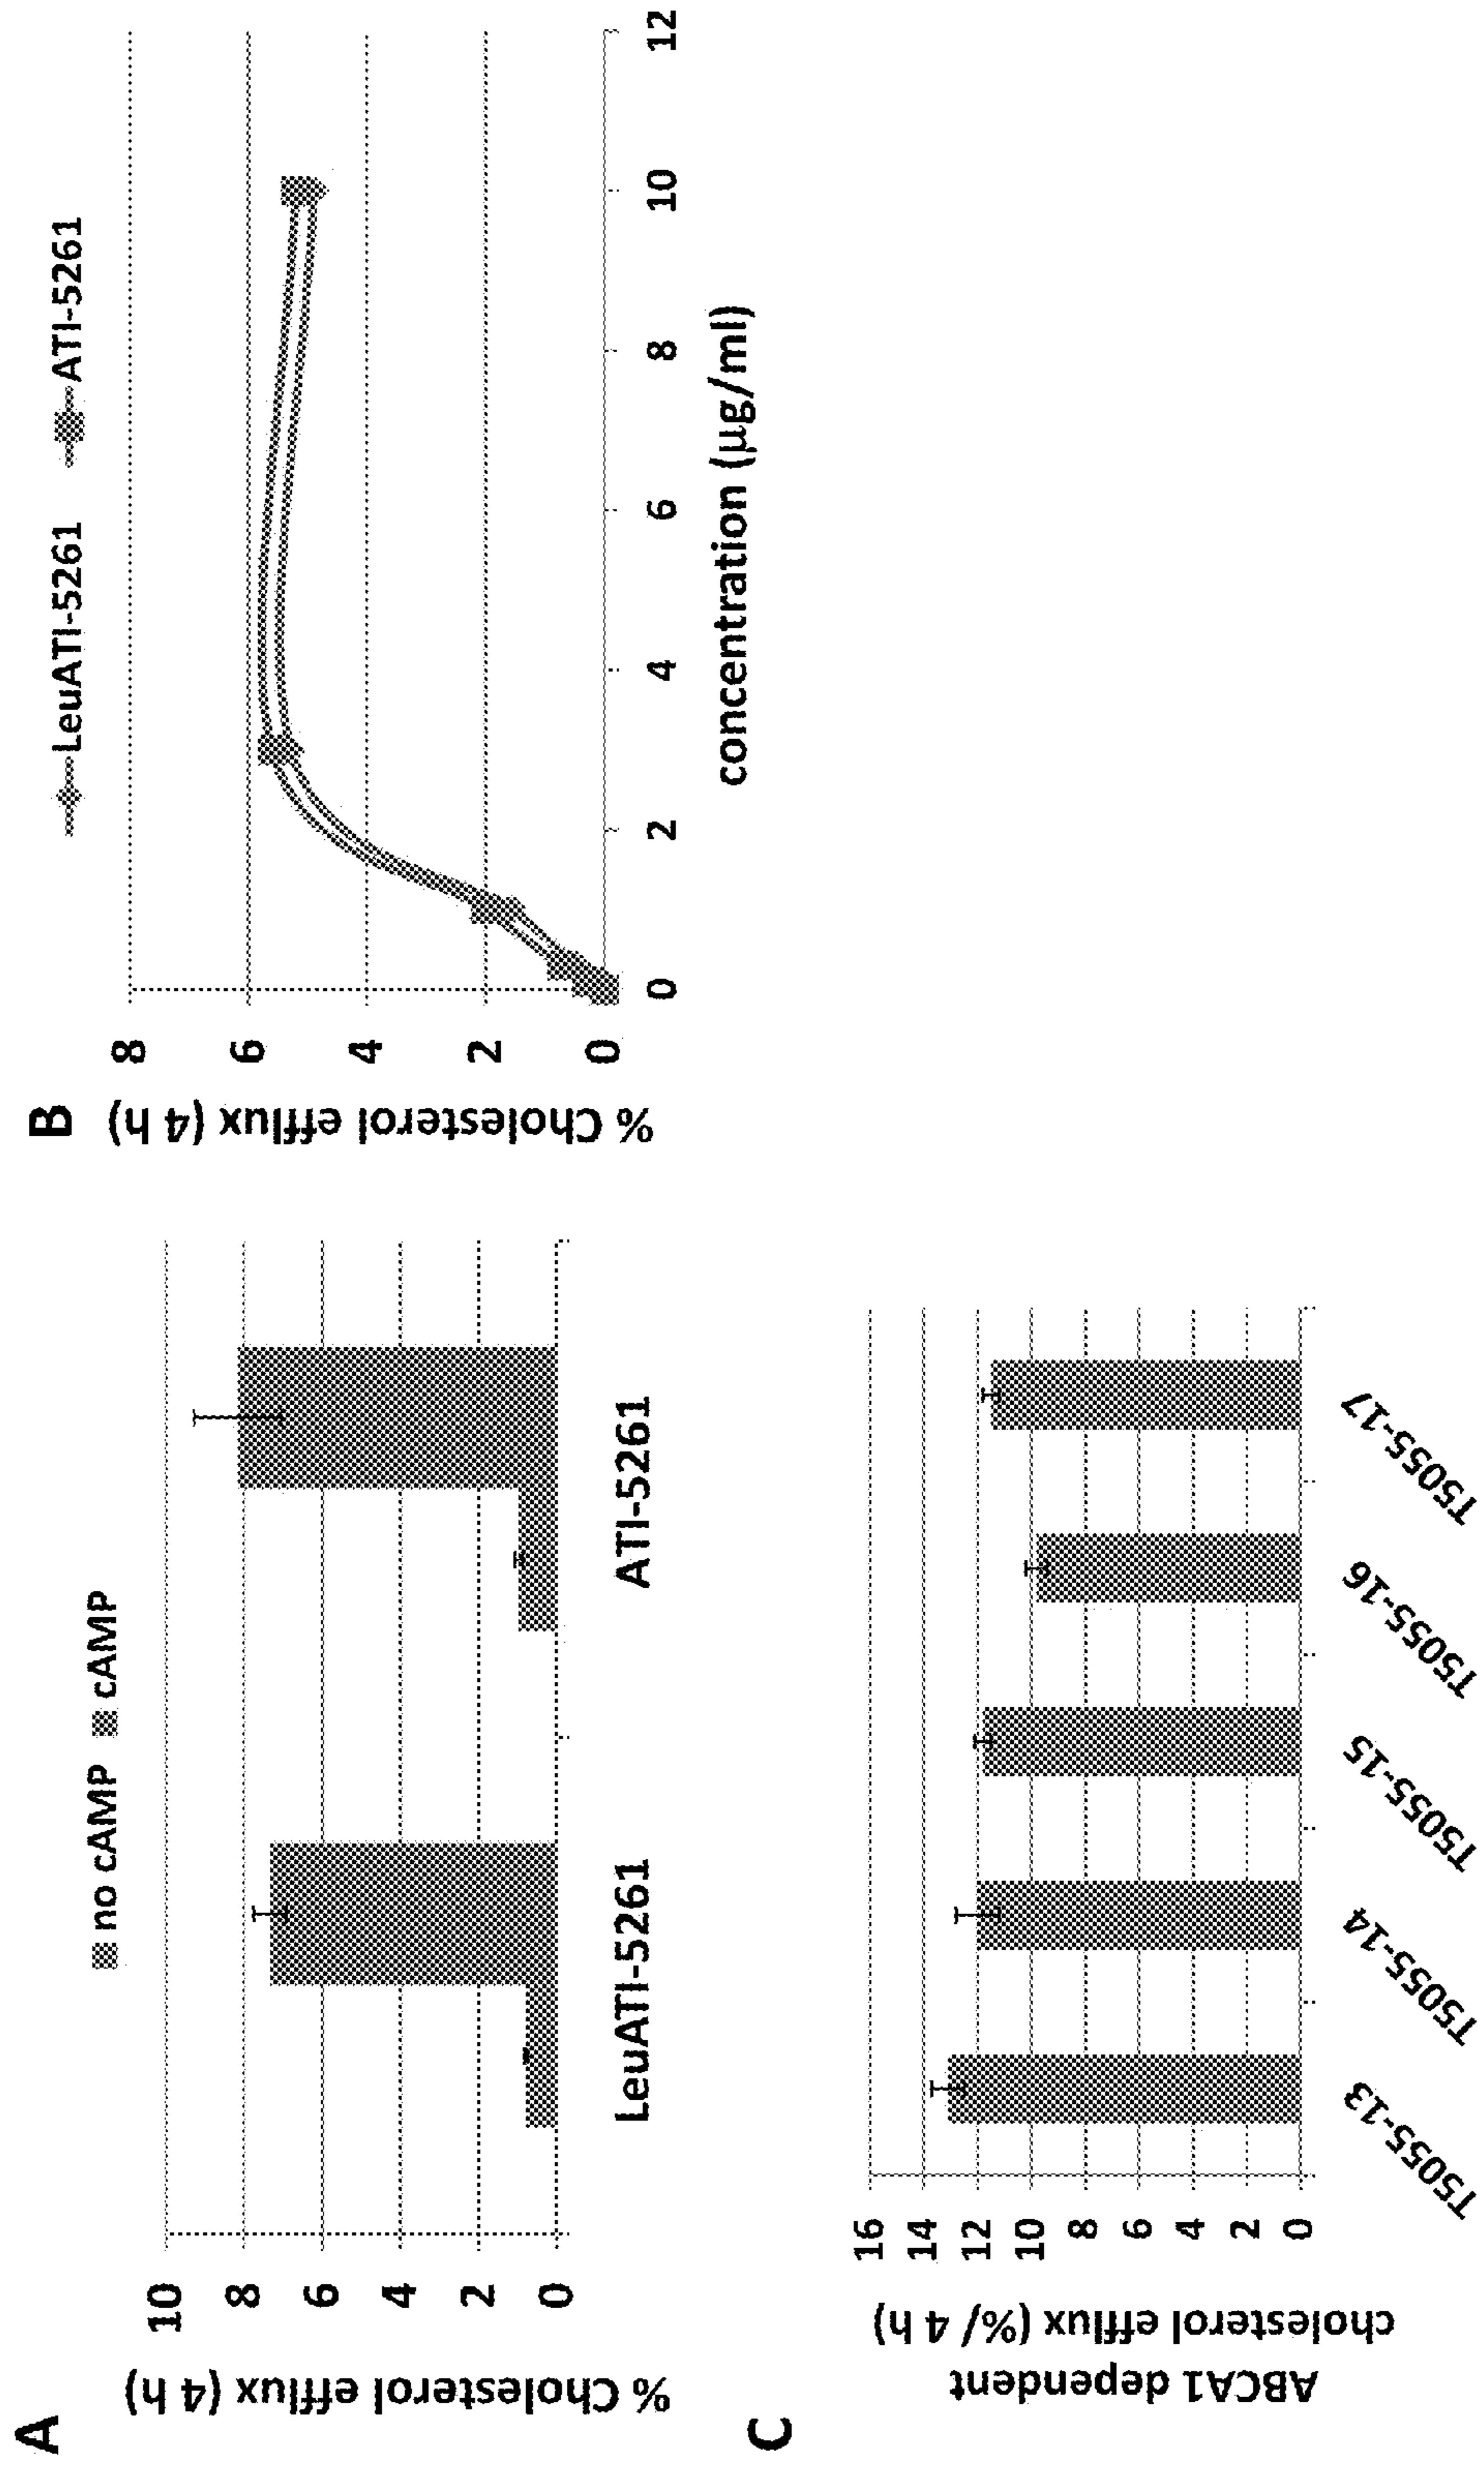 A
no cAMP cAMP
% Cholesterol efflux (4 h)
10
8
6
4
2
0
LeuATI-5261 ATI-5261
B
LeuATI-5261 ATI-5261
% Cholesterol efflux (4 h)
8
6
4
2
0
0 2 4 6 8 10 12
concentration (µg/ml)
C
ABCA1 dependent
cholesterol efflux (%/ 4 h)
16
14
12
10
8
6
4
2
0
T5055-13 T5055-14 T5055-15 T5055-16 T5055-17